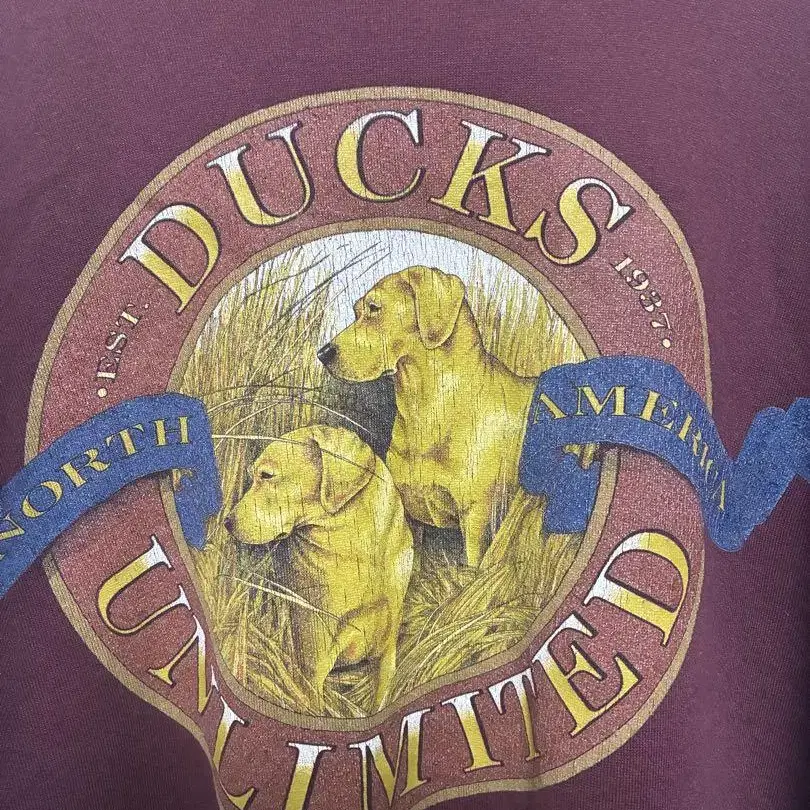 DUCKS
·EST.
1937·
NORTH
AMERICA
UNLIMITED